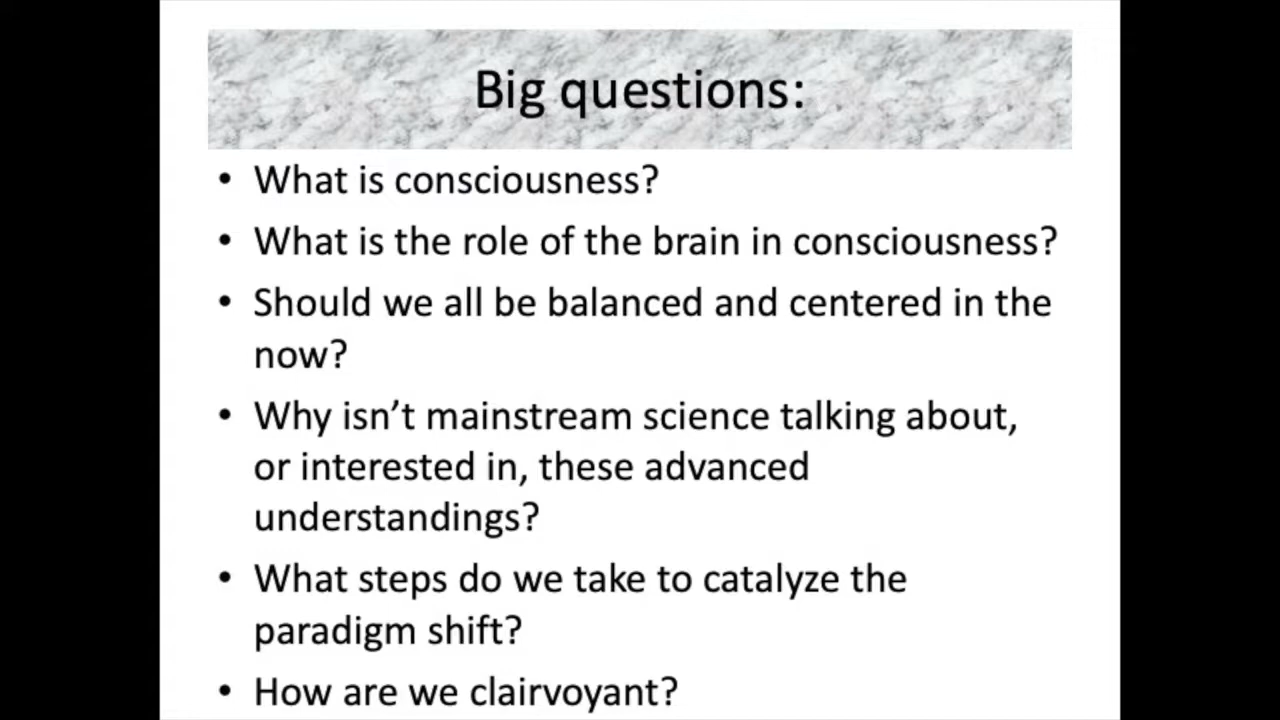 Big questions:
• What is consciousness?
• What is the role of the brain in consciousness?
• Should we all be balanced and centered in the
now?
• Why isn’t mainstream science talking about,
or interested in, these advanced
understandings?
• What steps do we take to catalyze the
paradigm shift?
• How are we clairvoyant?